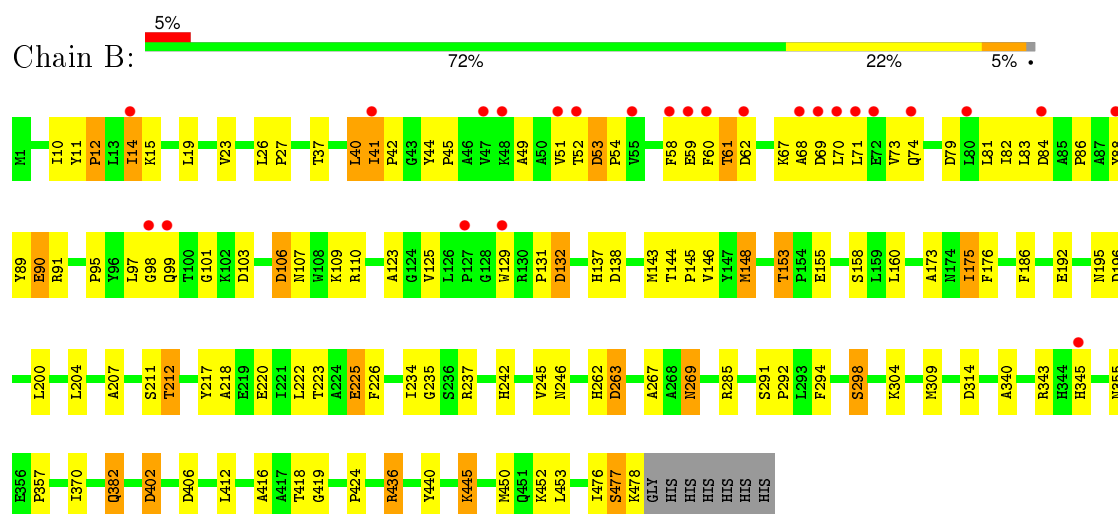 5%
Chain B:
72% 22% 5% •
M1 I10 Y11 P12 L13 I14 K15 L19 V23 L26 P27 I37 L40 I41 P42 G43 Y44 P45 A46 V47 K48 A49 A50 V51 T52 D53 P54 V55 F58 E59 F60 T61 D62 K67 A68 D69 L70 L71 E72 V73 Q74 D79 L80 L81 I82 L83 D84 A85 P86 A87 Y88
Y89 E90 R91 P95 Y96 L97 G98 Q99 T100 G101 K102 D103 D106 N107 W108 K109 R110 A123 G124 V125 L126 P127 G128 W129 R130 P131 D132 H137 D138 M143 T144 P145 V146 Y147 M148 T153 P154 E155 S158 L159 L160 A173 N174 I175 F176 F186 E192 N195 D196
L200 L204 A207 S211 T212 Y217 A218 E219 E220 I221 L222 T223 A224 E225 F226 I234 G235 S236 R237 H242 V245 N246 H262 D263 A267 A268 N269 R285 S291 P292 L293 F294 S298 K304 M309 D314 A340 R343 H344 H345 N355
E356 P357 I370 Q382 D402 D406 L412 A416 A417 T418 G419 P424 R436 Y440 K445 M450 Q451 K452 L453 I476 S477 K478 GLY HIS HIS HIS HIS HIS HIS